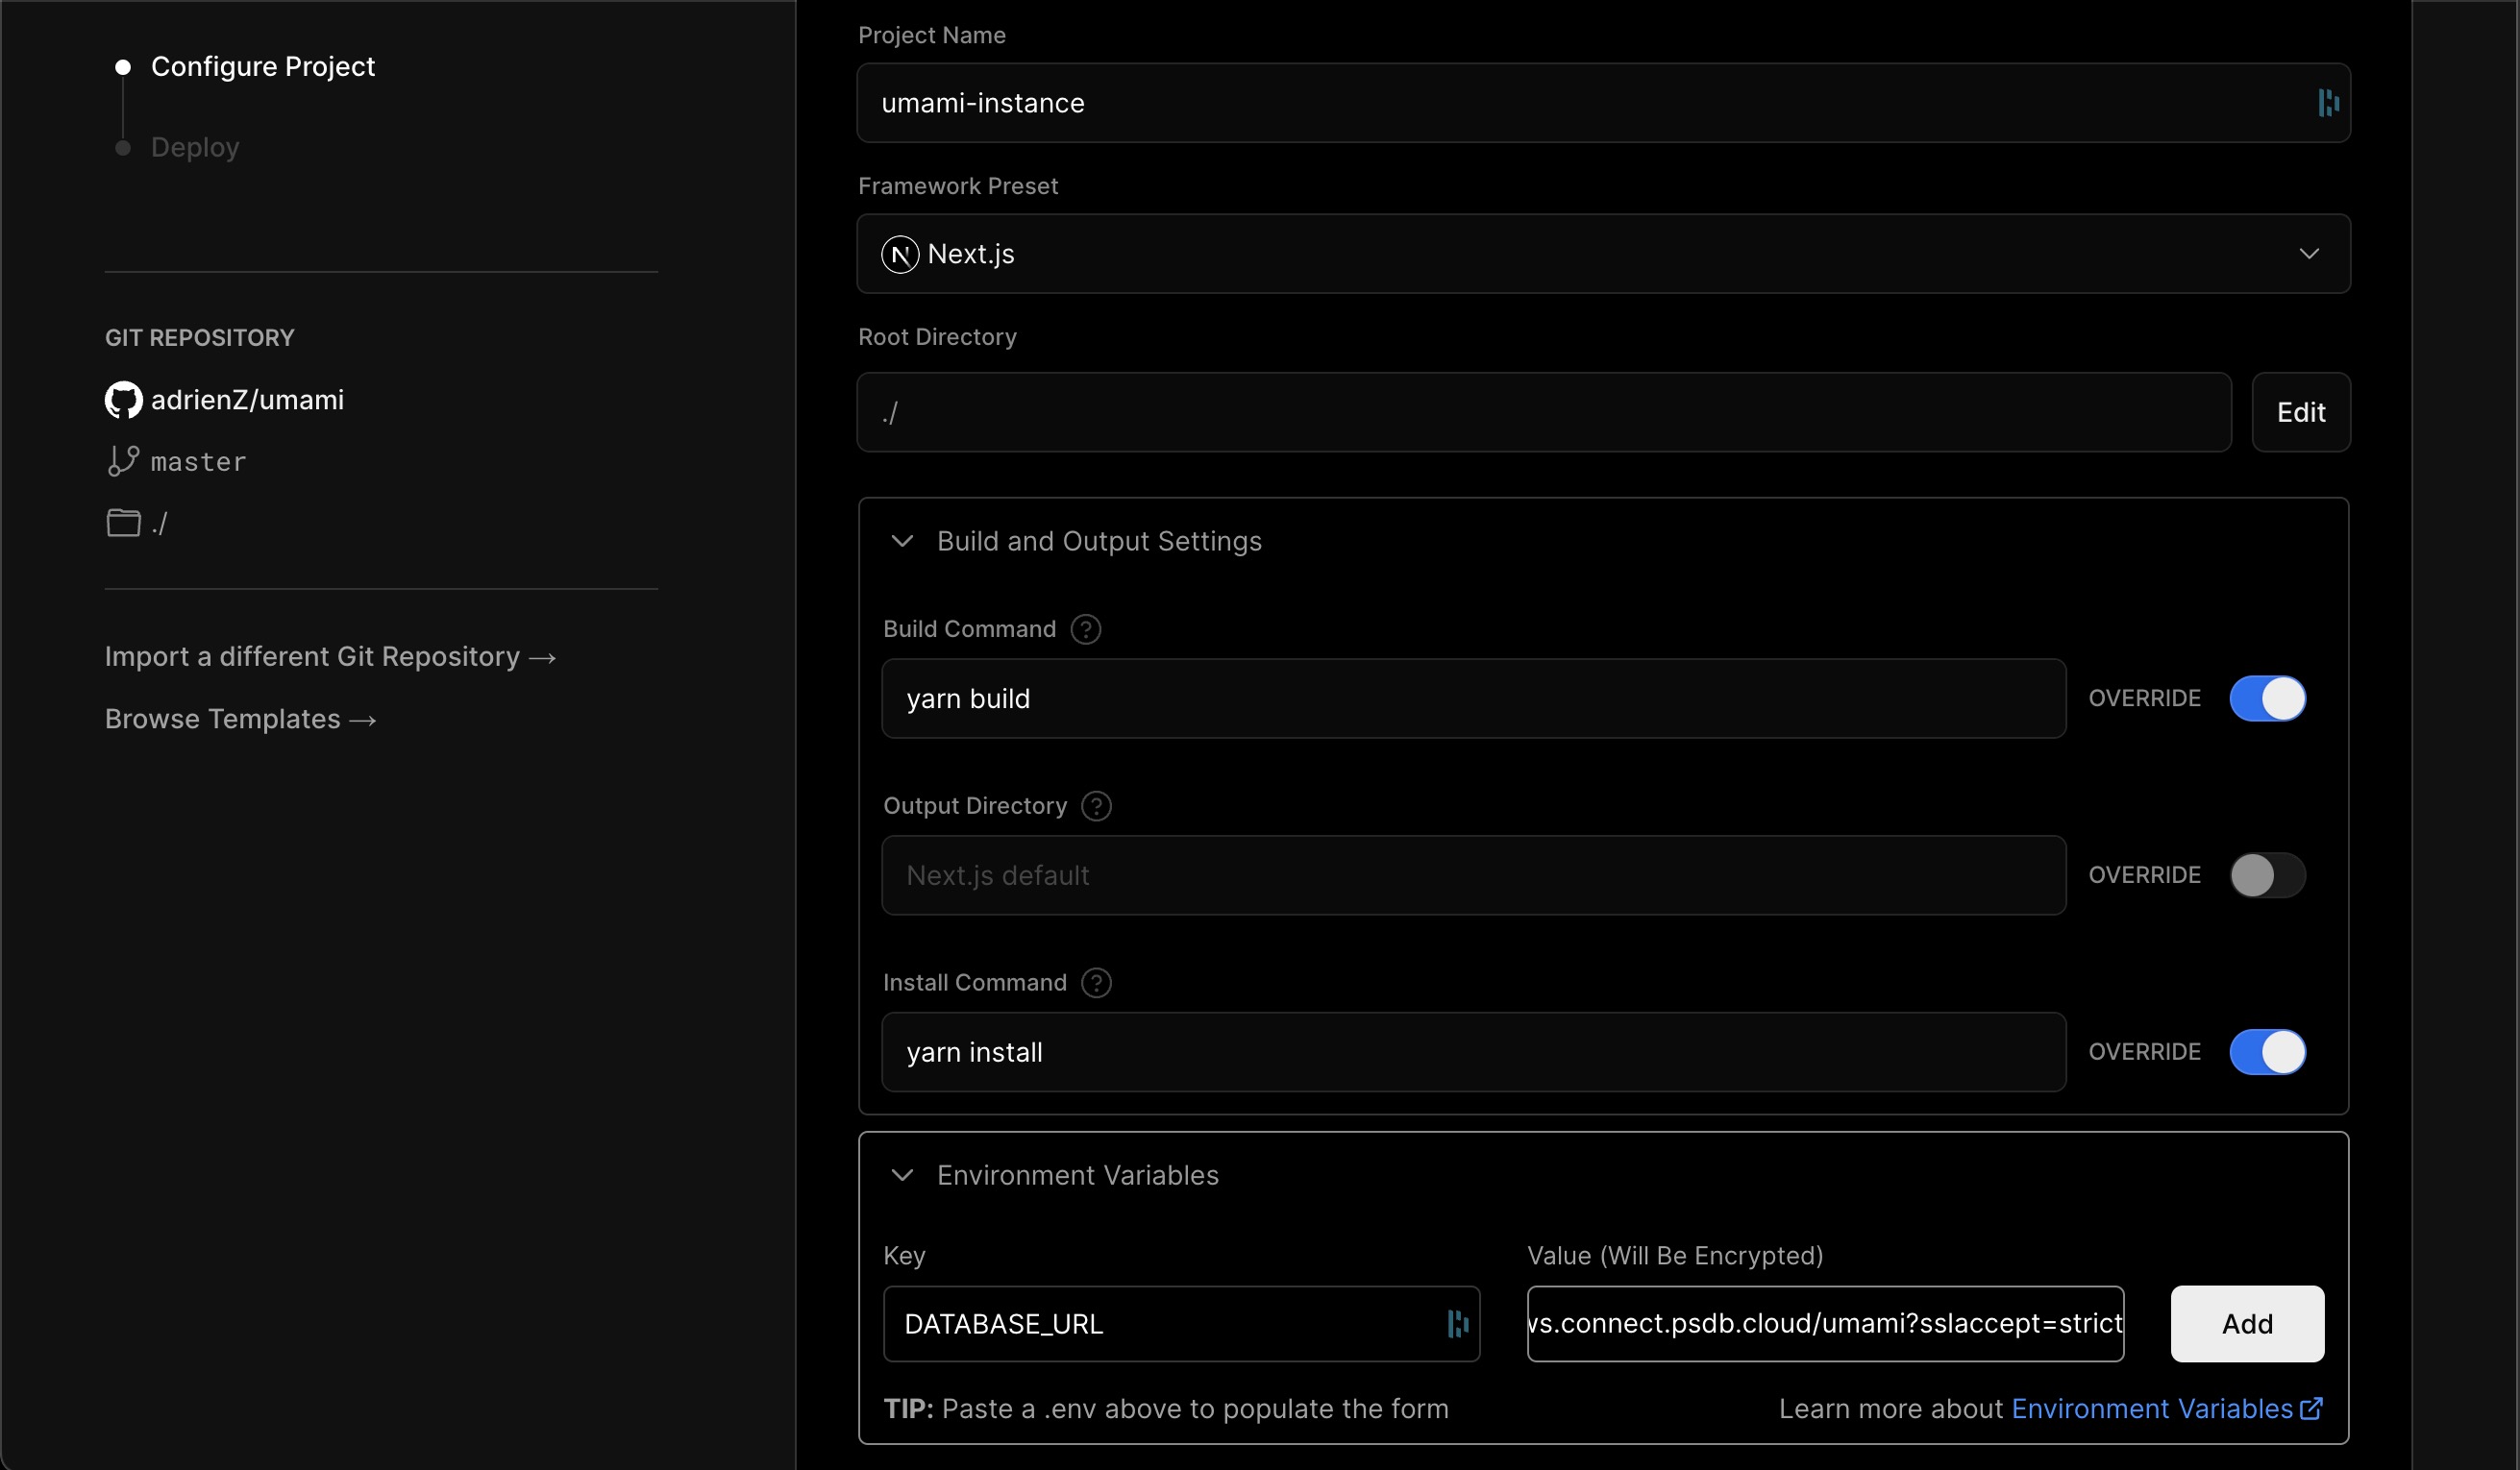 Configure Project
Deploy
GIT REPOSITORY
adrienZ/umami
master
./
Import a different Git Repository →
Browse Templates →
Project Name
umami-instance
Framework Preset
N Next.js
Root Directory
./
Edit
Build and Output Settings
Build Command ?
yarn build
OVERRIDE
Output Directory ?
Next.js default
OVERRIDE
Install Command ?
yarn install
OVERRIDE
Environment Variables
Key
Value (Will Be Encrypted)
DATABASE_URL
s.connect.psdb.cloud/umami?sslaccept=strict
Add
TIP: Paste a .env above to populate the form
Learn more about Environment Variables